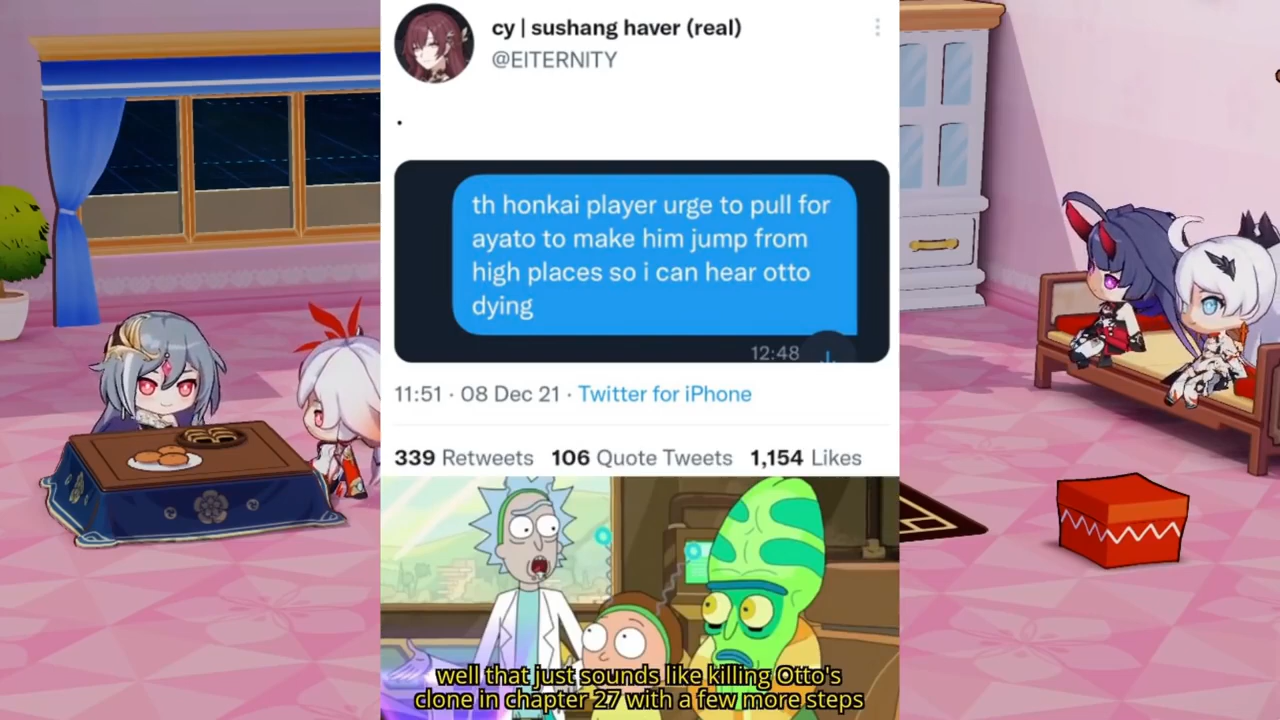 cy | sushang haver (real)
@EITERNITY
.
th honkai player urge to pull for
ayato to make him jump from
high places so i can hear otto
dying
12:48
11:51 · 08 Dec 21 · Twitter for iPhone
339 Retweets 106 Quote Tweets 1,154 Likes
well that just sounds like killing Otto's
clone in chapter 27 with a few more steps